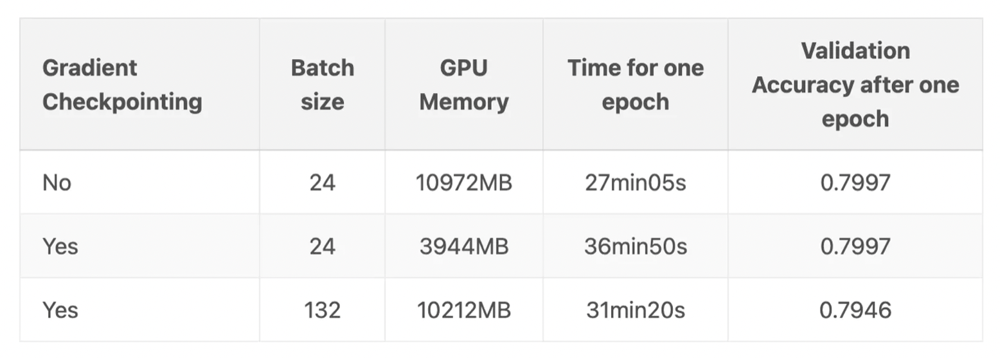 Gradient Checkpointing	Batch size	GPU Memory	Time for one epoch	Validation Accuracy after one epoch
No	24	10972MB	27min05s	0.7997
Yes	24	3944MB	36min50s	0.7997
Yes	132	10212MB	31min20s	0.7946